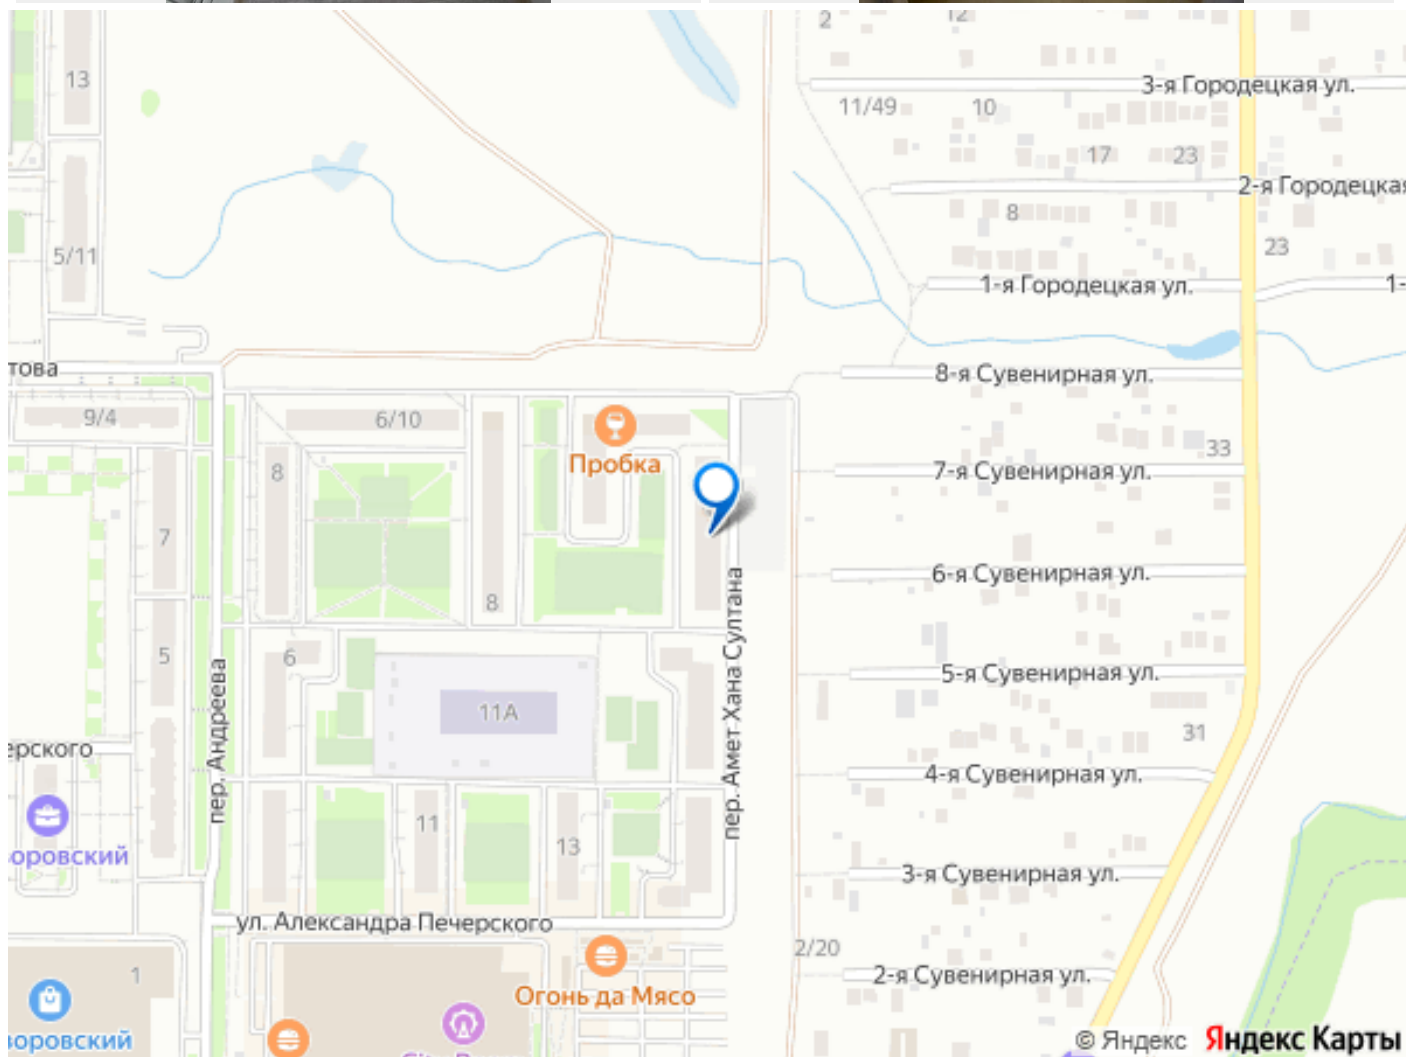 2
12
13
3-я Городецкая ул.
11/49
10
17
23
2-я Городецкая
8
5/11
23
1-я Городецкая ул.
1-
това
8-я Сувенирная ул.
9/4
6/10
Пробка
8
33
7-я Сувенирная ул.
7
6-я Сувенирная ул.
8
пер. Амет Хана Султана
5
6
5-я Сувенирная ул.
пер. Андреева
11А
31
ерского
4-я Сувенирная ул.
11
13
воровский
3-я Сувенирная ул.
ул. Александра Печерского
2/20
1
2-я Сувенирная ул.
Огонь да Мясо
воровский
© Яндекс Яндекс Карты